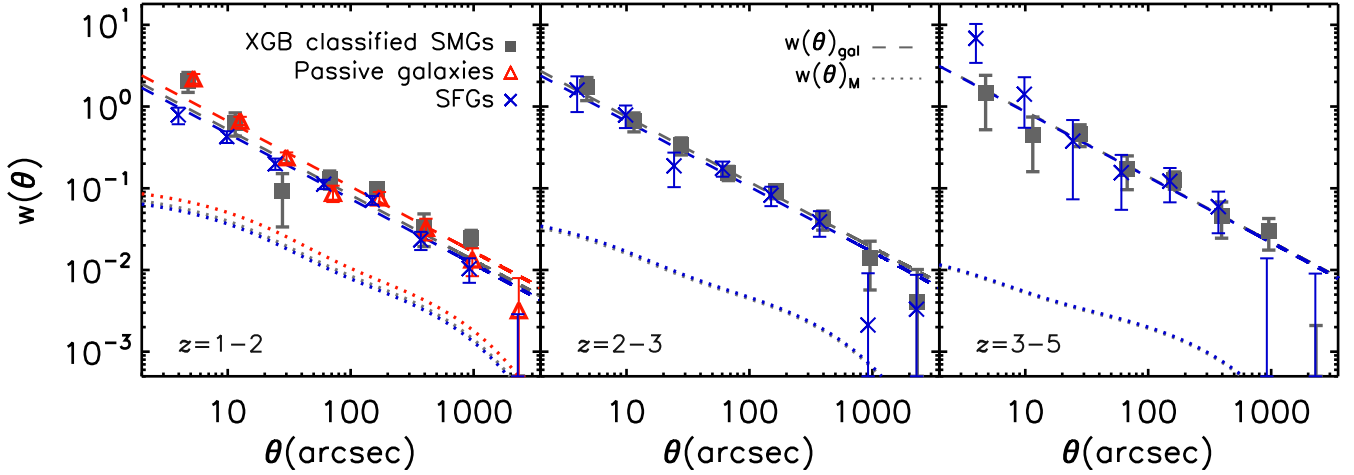 w(θ)
10¹
10⁰
10⁻¹
10⁻²
10⁻³
XGB classified SMGs
Passive galaxies
SFGs
w(θ)gal
w(θ)M
z=1−2
z=2−3
z=3−5
10 100 1000
10 100 1000
10 100 1000
θ(arcsec)
θ(arcsec)
θ(arcsec)